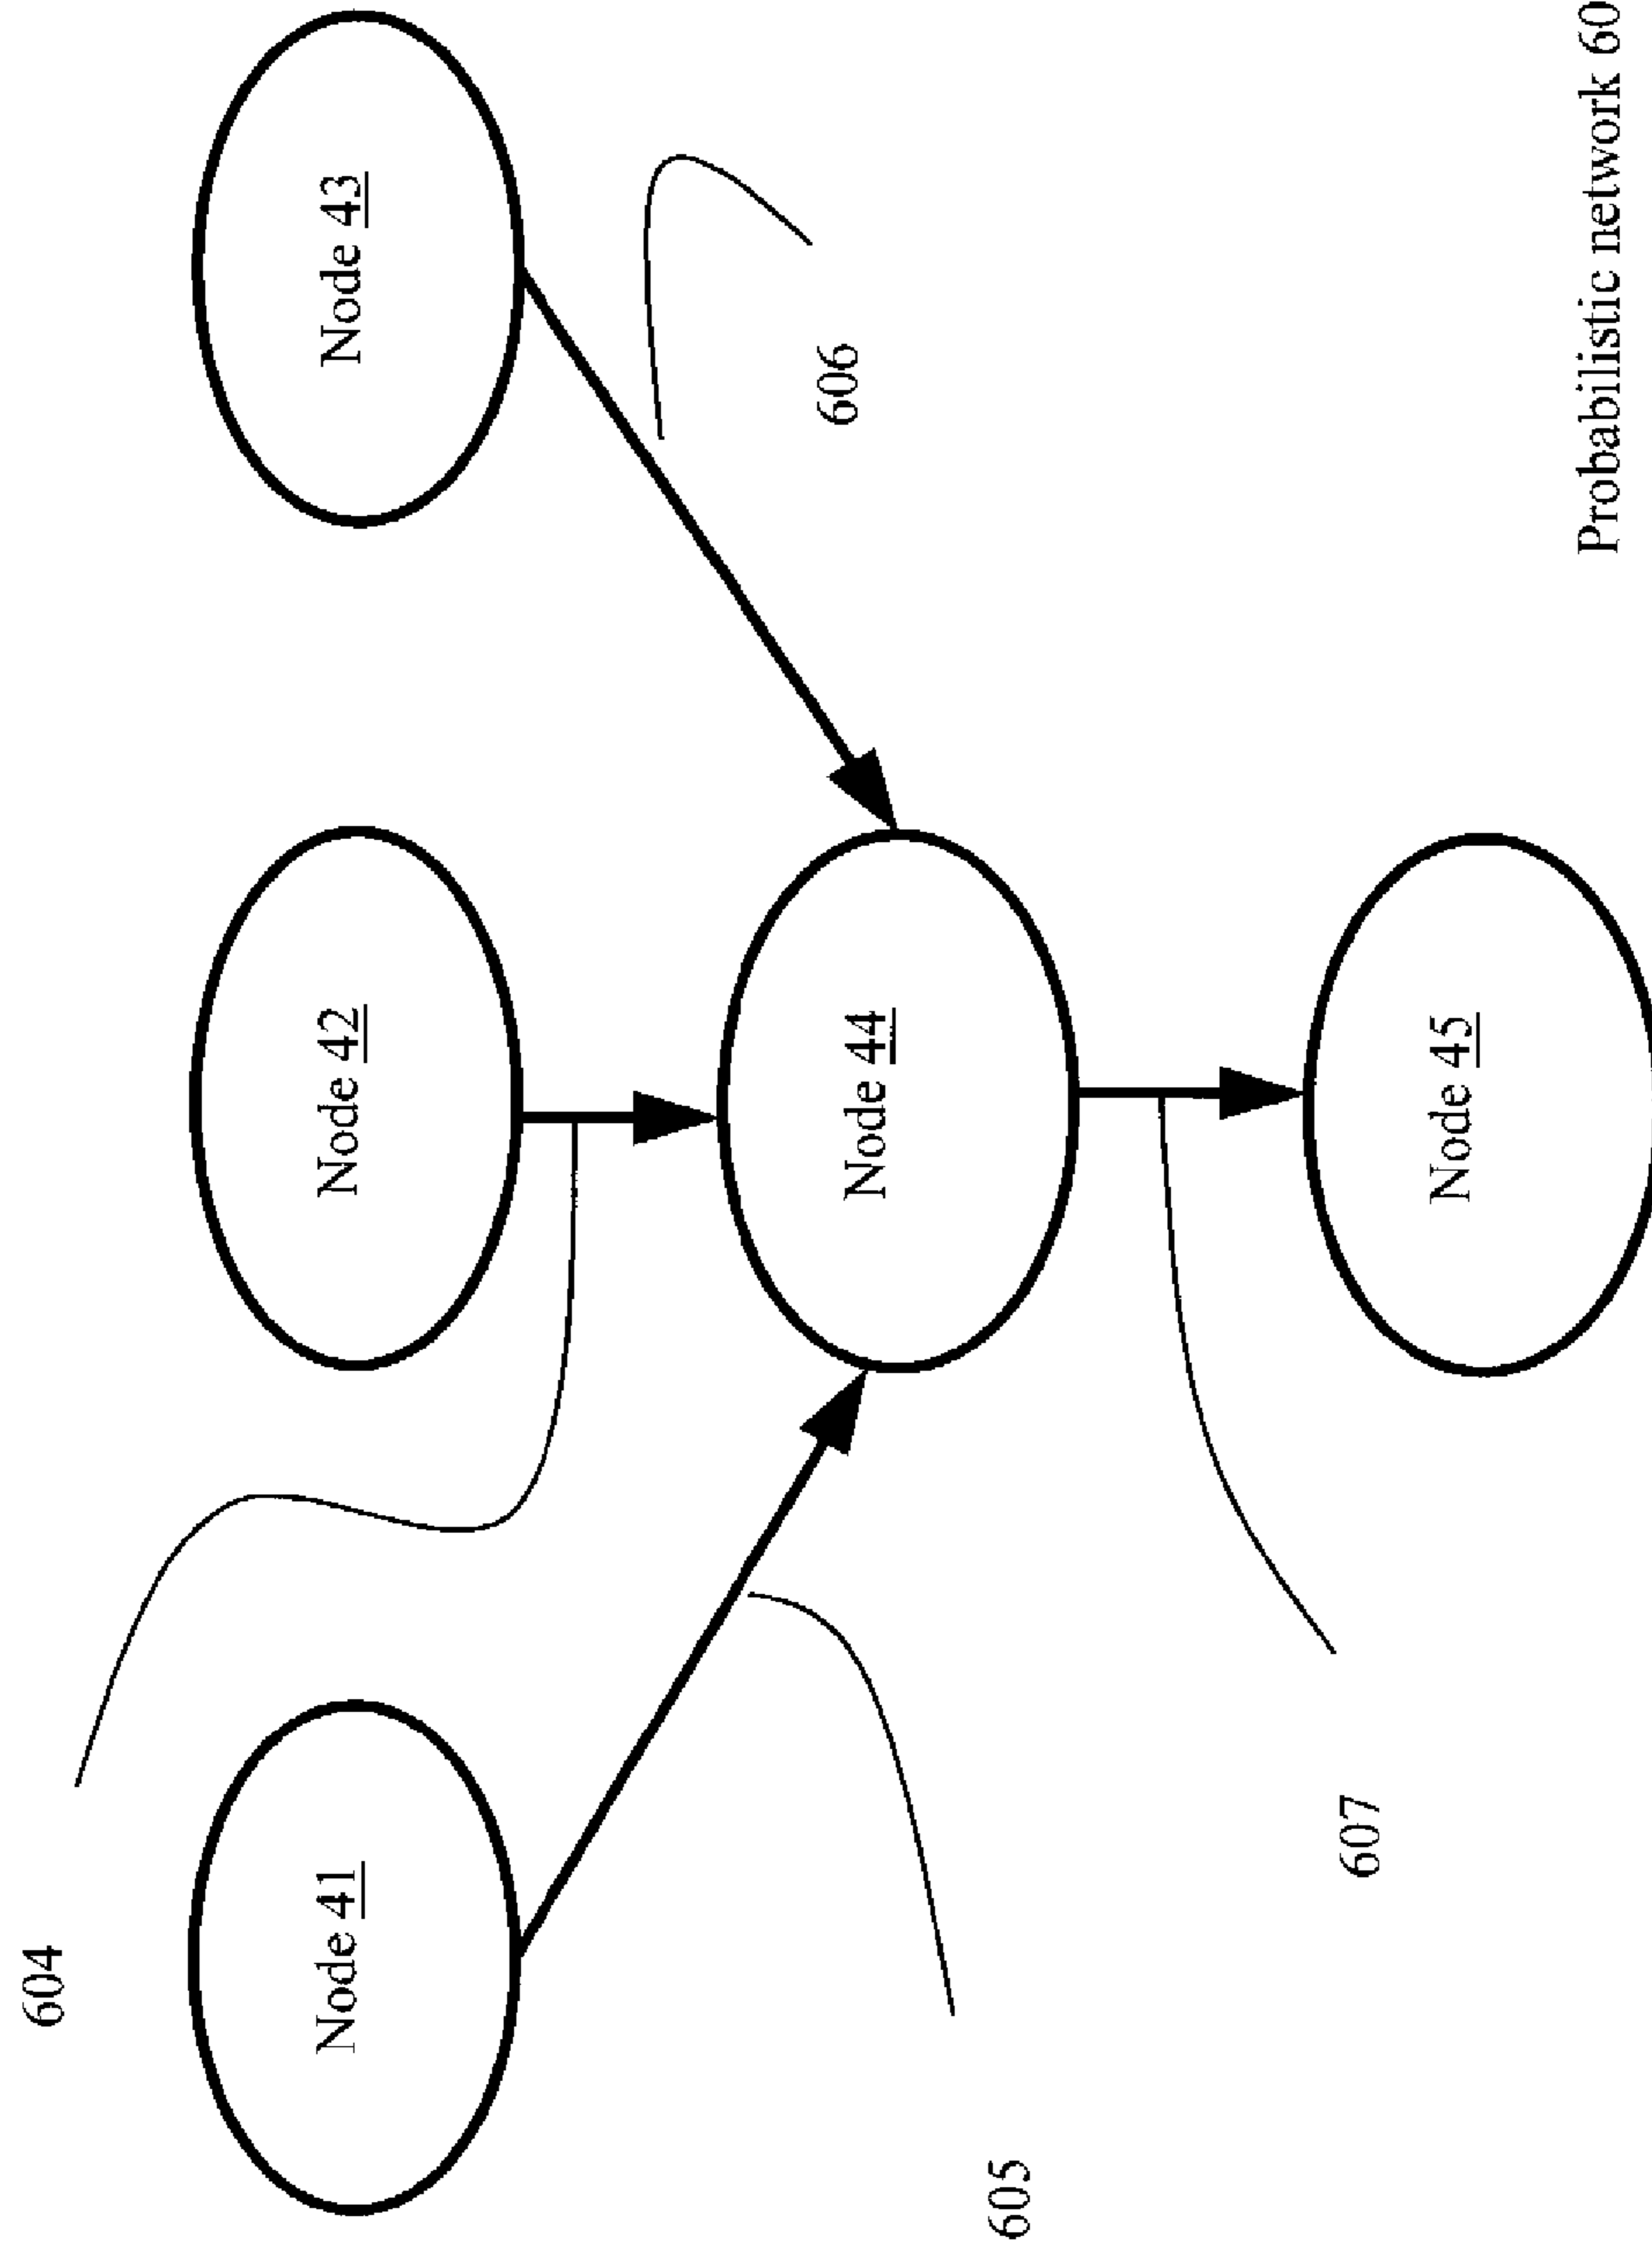 604
Node 41
Node 42
Node 43
605
606
Node 44
607
Node 45
Probabilistic network 60